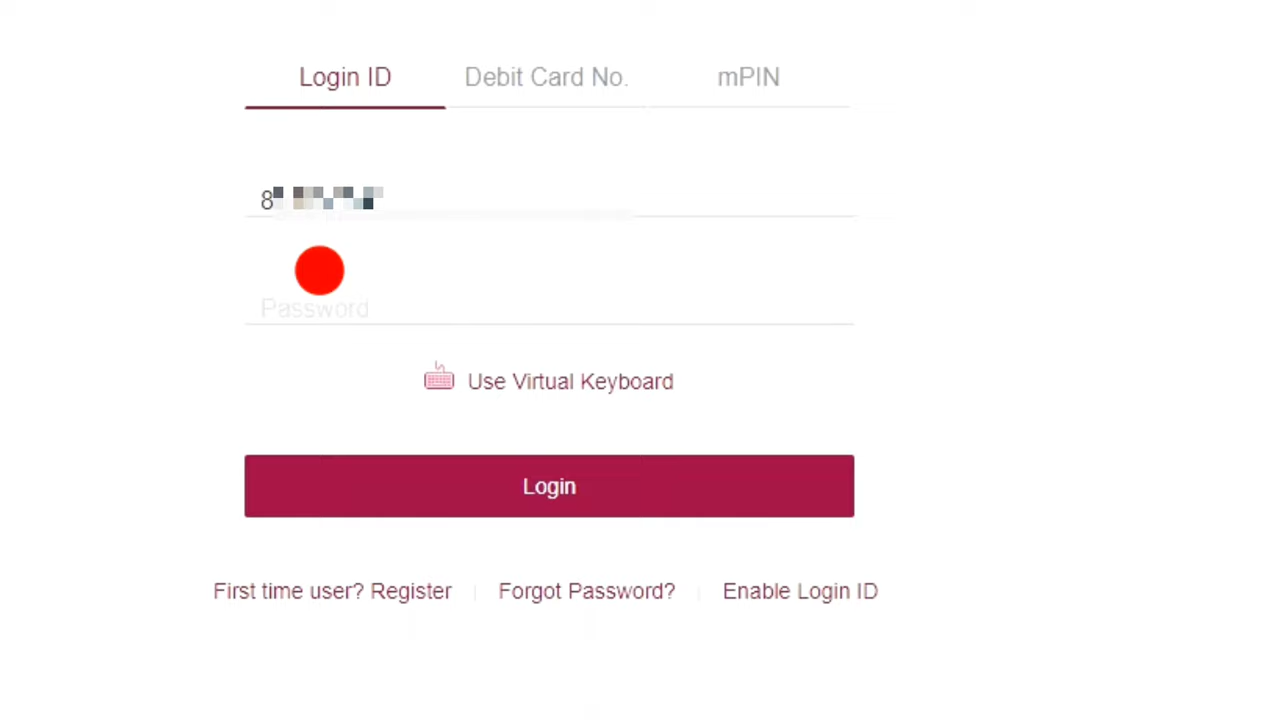 Login ID Debit Card No. mPIN
8
Password
Use Virtual Keyboard
Login
First time user? Register Forgot Password? Enable Login ID